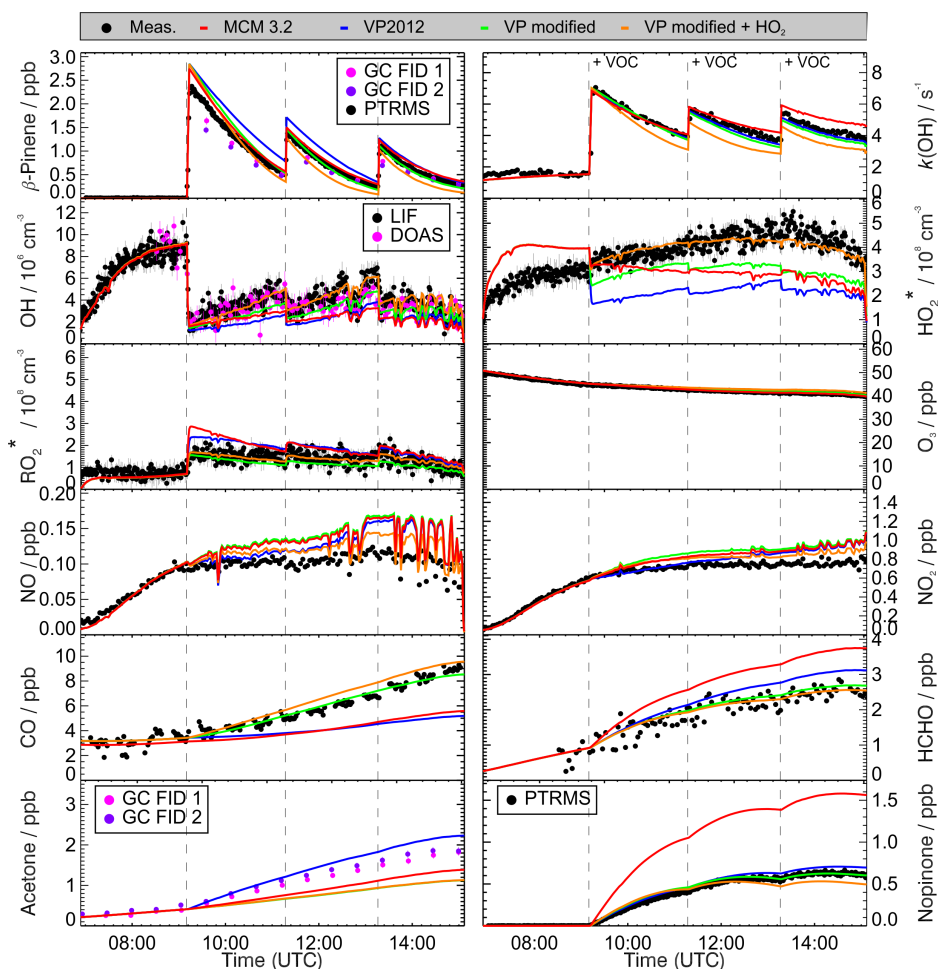 Meas. MCM 3.2 VP2012 VP modified VP modified + HO₂
β-Pinene / ppb
3.0
2.5
2.0
1.5
1.0
0.5
0.0
GC FID 1
GC FID 2
PTRMS
+ VOC + VOC + VOC
8
6
4
2
0
k(OH) / s⁻¹
OH / 10⁶ cm⁻³
12
10
8
6
4
2
0
LIF
DOAS
6
5
4
3
2
1
0
HO₂* / 10⁸ cm⁻³
RO₂* / 10⁸ cm⁻³
6
5
4
3
2
1
0
60
50
40
30
20
10
0
O₃ / ppb
NO / ppb
0.20
0.15
0.10
0.05
0.00
1.4
1.2
1.0
0.8
0.6
0.4
0.2
0.0
NO₂ / ppb
CO / ppb
10
8
6
4
2
0
4
3
2
1
0
HCHO / ppb
Acetone / ppb
3
2
1
0
GC FID 1
GC FID 2
PTRMS
1.5
1.0
0.5
0.0
Nopinone / ppb
08:00 10:00 12:00 14:00
Time (UTC)
08:00 10:00 12:00 14:00
Time (UTC)